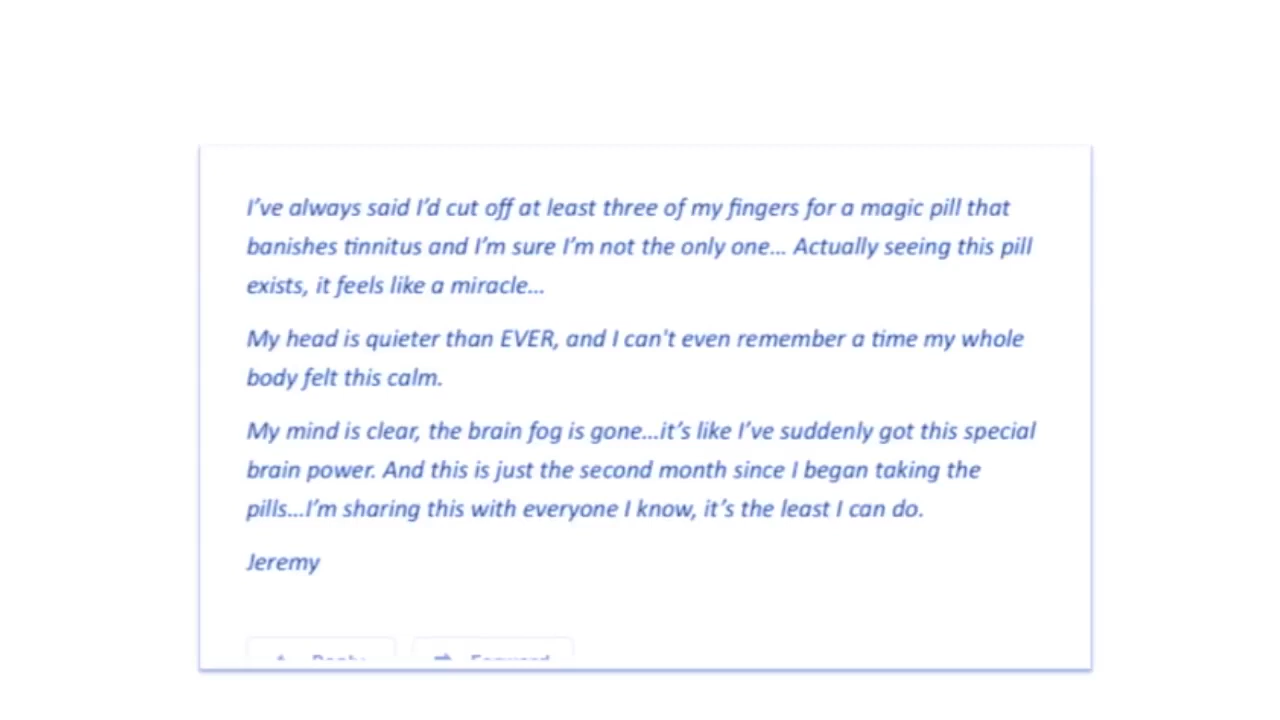 I've always said I'd cut off at least three of my fingers for a magic pill that
banishes tinnitus and I'm sure I'm not the only one... Actually seeing this pill
exists, it feels like a miracle...
My head is quieter than EVER, and I can't even remember a time my whole
body felt this calm.
My mind is clear, the brain fog is gone...it's like I've suddenly got this special
brain power. And this is just the second month since I began taking the
pills...I'm sharing this with everyone I know, it's the least I can do.
Jeremy